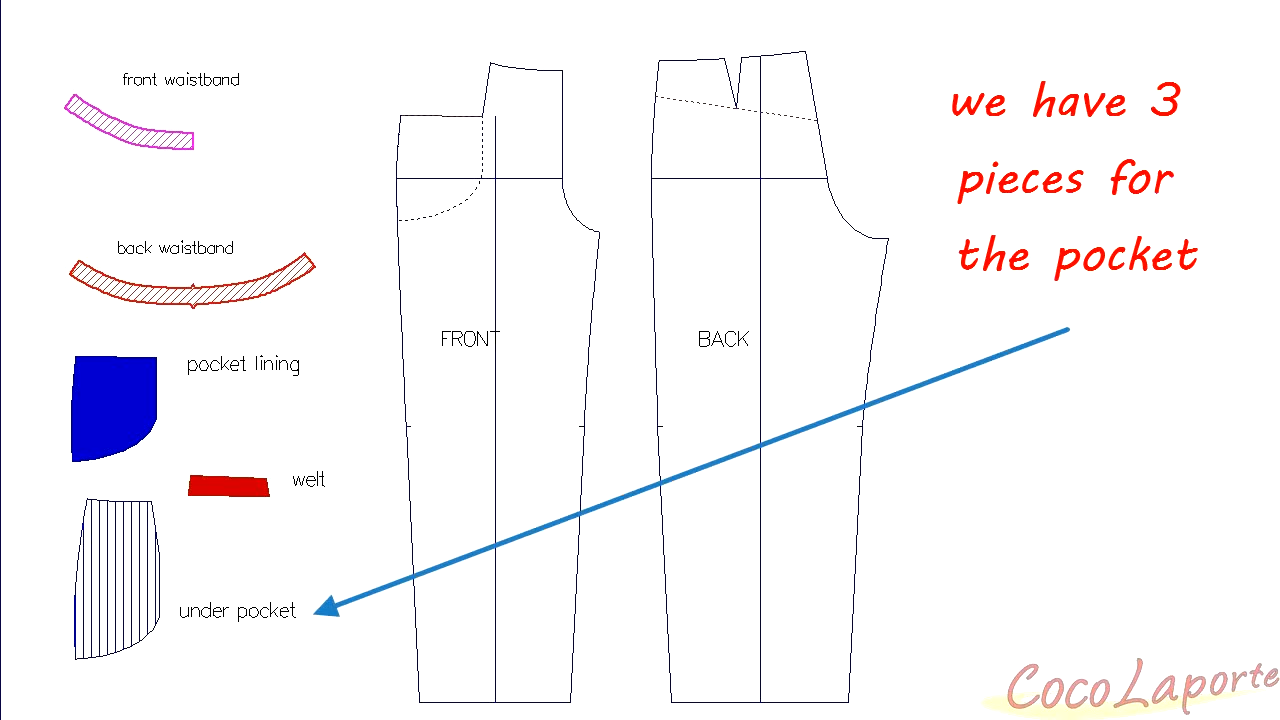 front waistband
back waistband
pocket lining
welt
under pocket
FRONT
BACK
we have 3
pieces for
the pocket
CocoLaporte